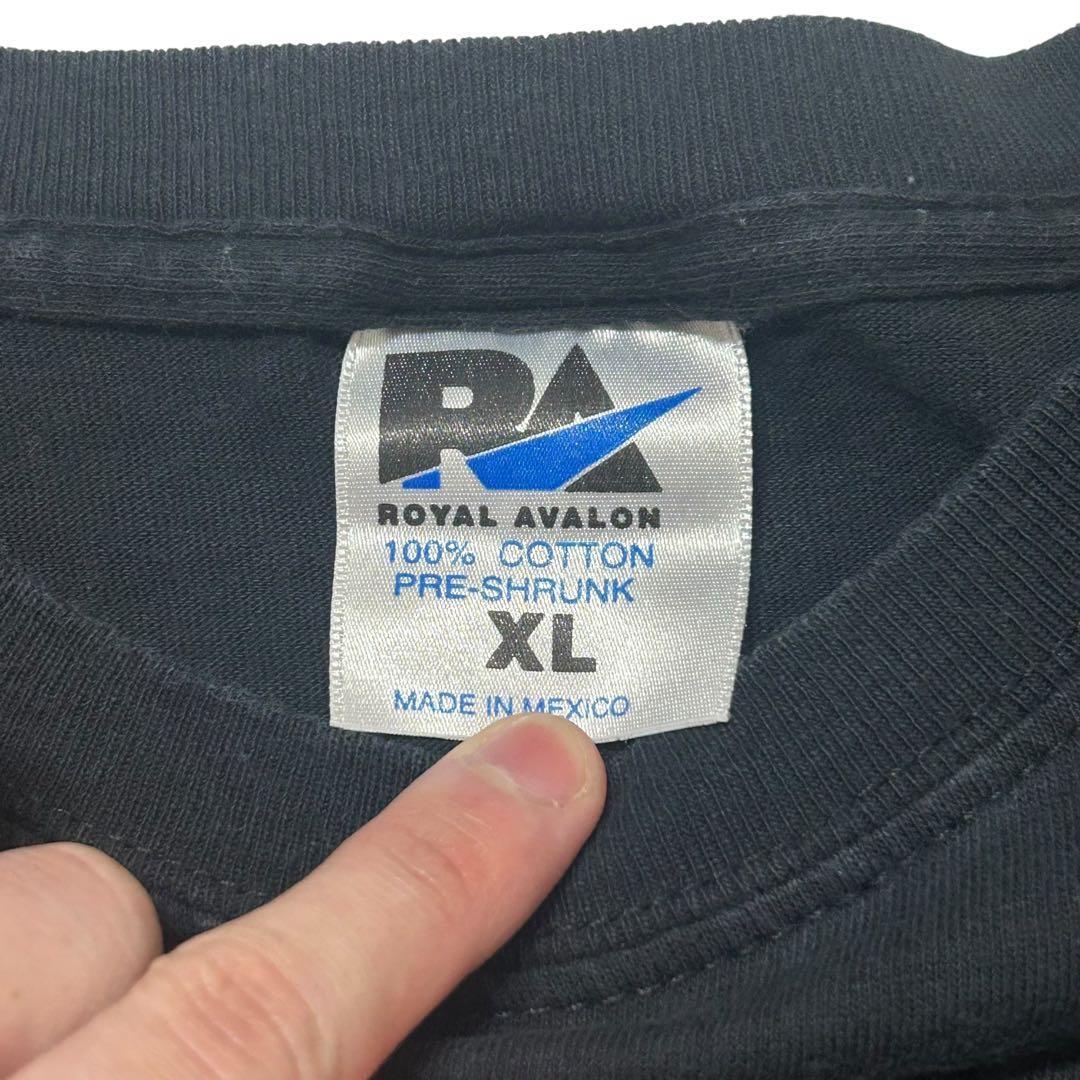 RA
ROYAL AVALON
100% COTTON
PRE-SHRUNK
XL
MADE IN MEXICO